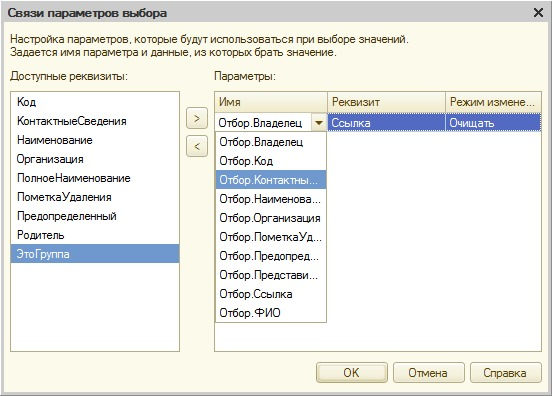 Связи параметров выбора
Настройка параметров, которые будут использоваться при выборе значений.
Задается имя параметра и данные, из которых брать значение.
Доступные реквизиты:
Код
КонтактныеСведения
Наименование
Организация
ПолноеНаименование
ПометкаУдаления
Предопределенный
Родитель
ЭтоГруппа
>
<
Параметры:
Имя Реквизит Режим измене...
Отбор.Владелец Ссылка Очищать
Отбор.Владелец
Отбор.Код
Отбор.Контактны...
Отбор.Наименова...
Отбор.Организация
Отбор.ПометкаУд...
Отбор.Предопред...
Отбор.Представи...
Отбор.Ссылка
Отбор.ФИО
OK Отмена Справка